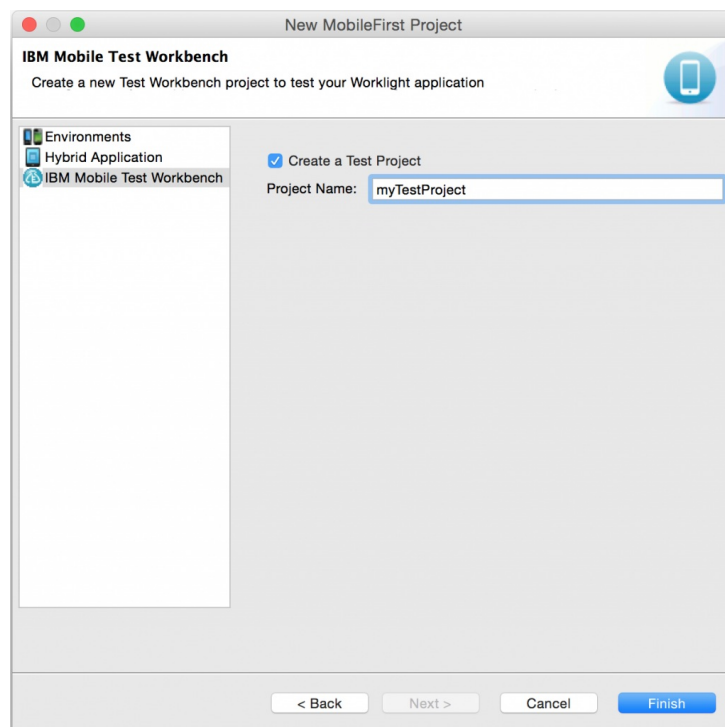 New MobileFirst Project
IBM Mobile Test Workbench
Create a new Test Workbench project to test your Worklight application
Environments
Hybrid Application
IBM Mobile Test Workbench
Create a Test Project
Project Name: myTestProject
< Back Next > Cancel Finish